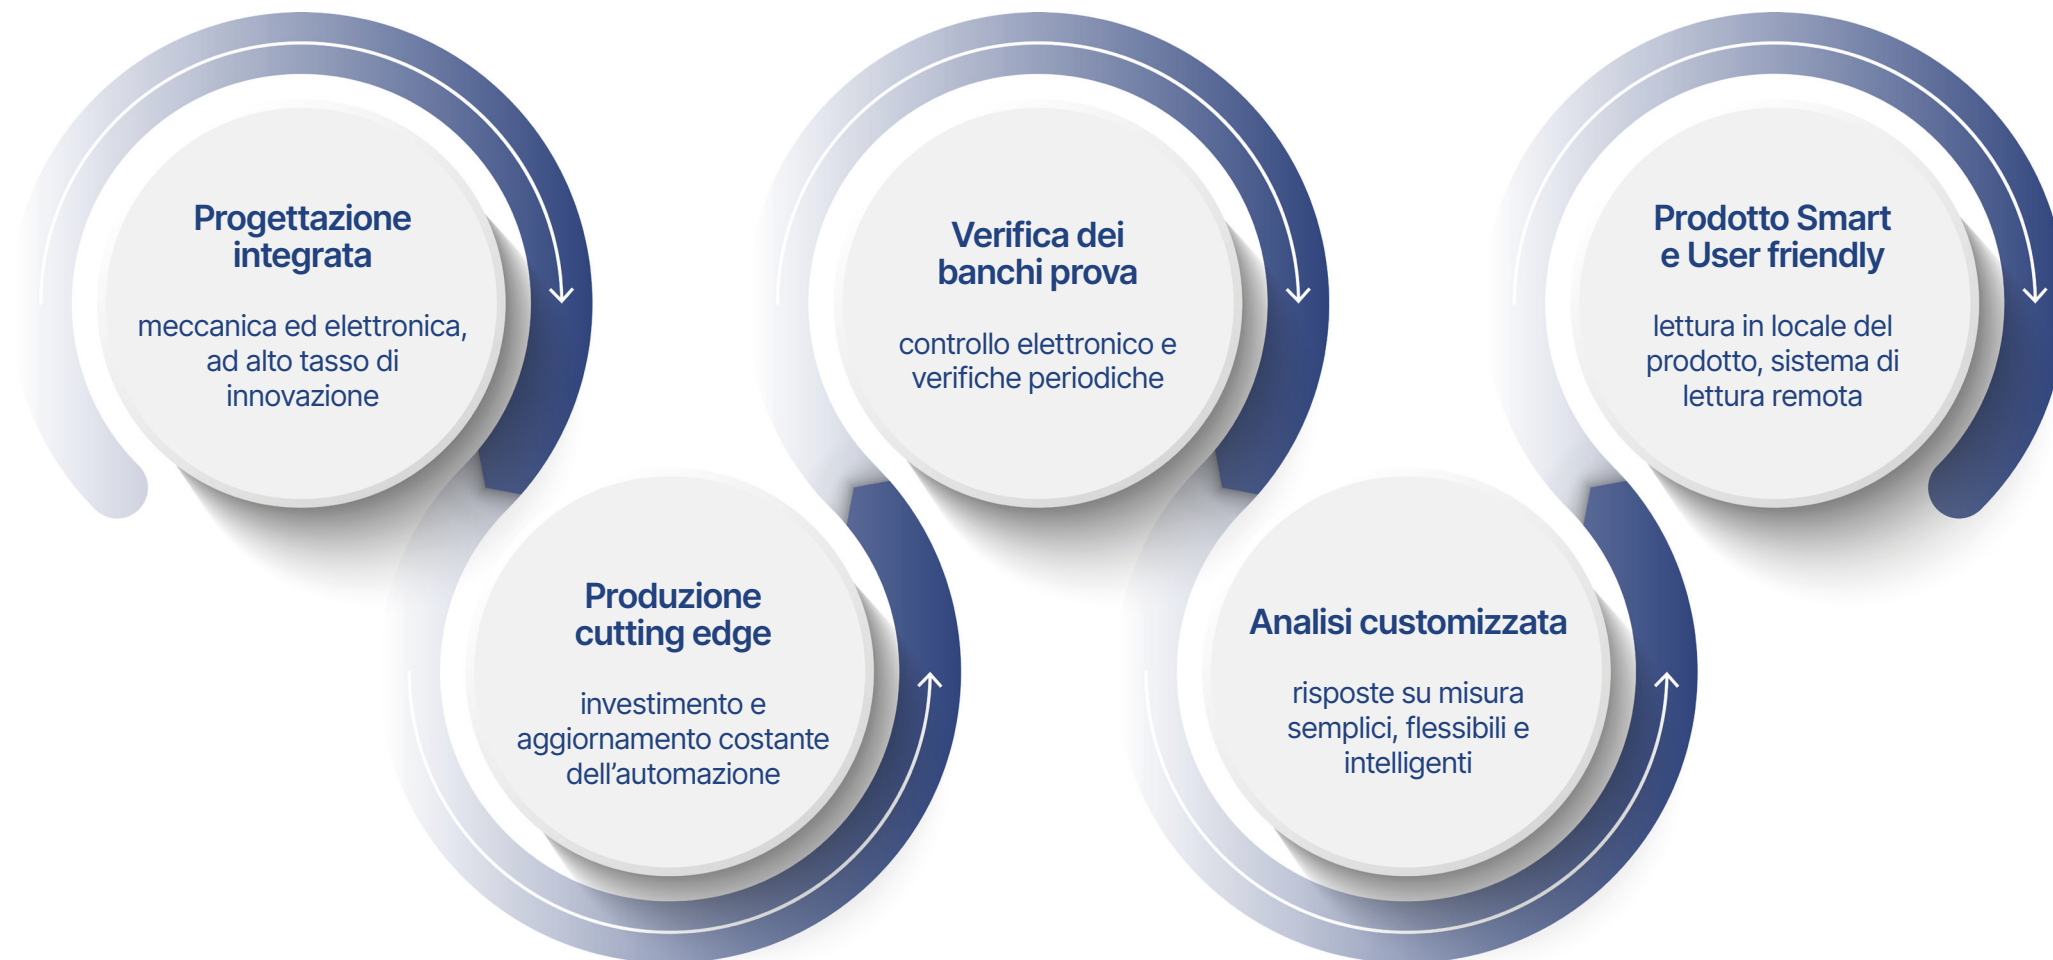 Progettazione
integrata
meccanica ed elettronica,
ad alto tasso di
innovazione
Produzione
cutting edge
investimento e
aggiornamento costante
dell’automazione
Verifica dei
banchi prova
controllo elettronico e
verifiche periodiche
Analisi customizzata
risposte su misura
semplici, flessibili e
intelligenti
Prodotto Smart
e User friendly
lettura in locale del
prodotto, sistema di
lettura remota